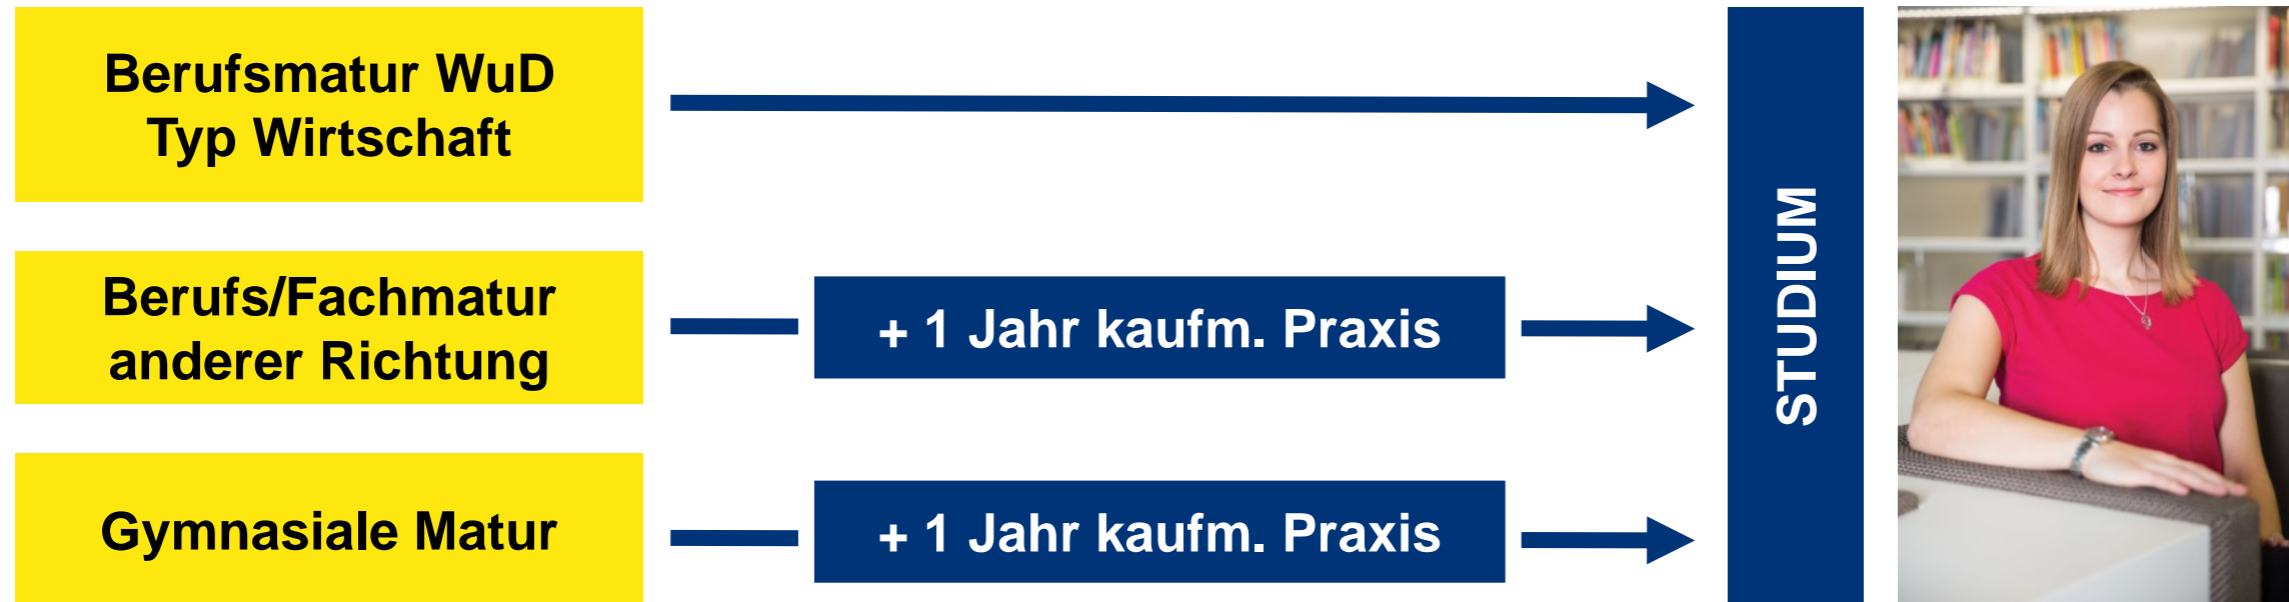 Berufsmatur WuD
Typ Wirtschaft
Berufs/Fachmatur
anderer Richtung
+ 1 Jahr kaufm. Praxis
Gymnasiale Matur
+ 1 Jahr kaufm. Praxis
STUDIUM